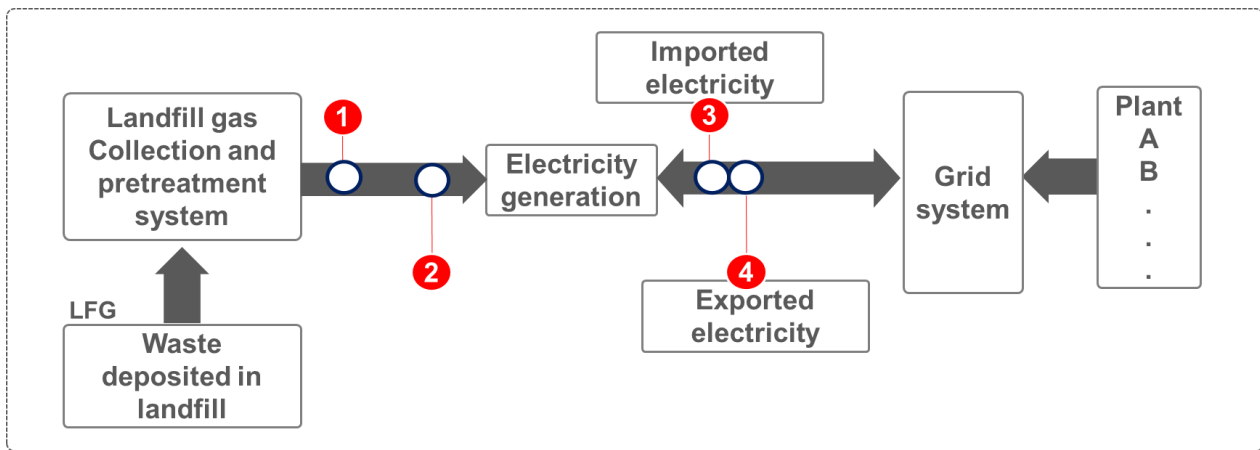 Imported
electricity
1
Landfill gas
Collection and
pretreatment
system
3
Electricity
generation
Grid
system
Plant
A
B
.
.
.
2
4
LFG
Exported
electricity
Waste
deposited in
landfill